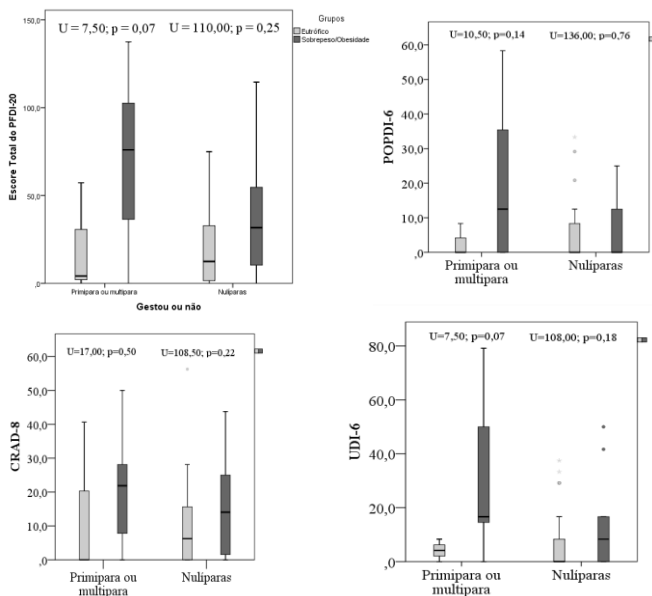 Grupos
Eutrófico
Sobrepeso/Obesidade
U = 7,50; p = 0,07
U = 110,00; p = 0,25
Escore Total do PFDI-20
150,0
100,0
50,0
,0
Primipara ou multipara
Nulíparas
Gestou ou não
U=10,50; p=0,14
U=136,00; p=0,76
POPDI-6
60,0
50,0
40,0
30,0
20,0
10,0
,0
Primipara ou
multipara
Nulíparas
U=17,00; p=0,50
U=108,50; p=0,22
CRAD-8
60,0
50,0
40,0
30,0
20,0
10,0
,0
Primipara ou
multipara
Nulíparas
U=7,50; p=0,07
U=108,00; p=0,18
UDI-6
80,0
60,0
40,0
20,0
,0
Primipara ou
multipara
Nulíparas